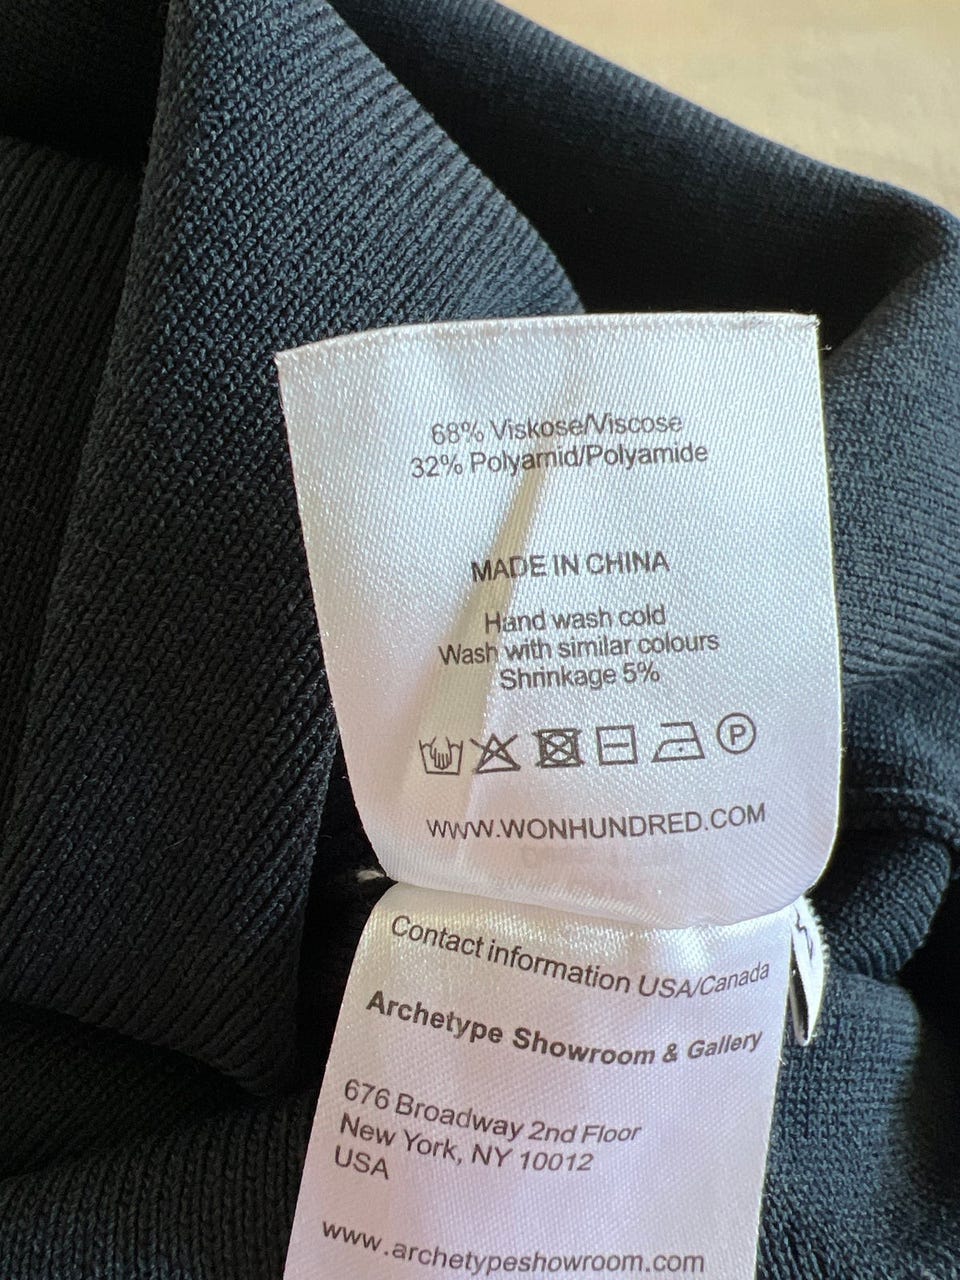 68% Viskose/Viscose
32% Polyamid/Polyamide
MADE IN CHINA
Hand wash cold
Wash with similar colours
Shrinkage 5%
P
WWW.WONHUNDRED.COM
Contact information USA/Canada
Archetype Showroom & Gallery
676 Broadway 2nd Floor
New York, NY 10012
USA
www.archetypeshowroom.com